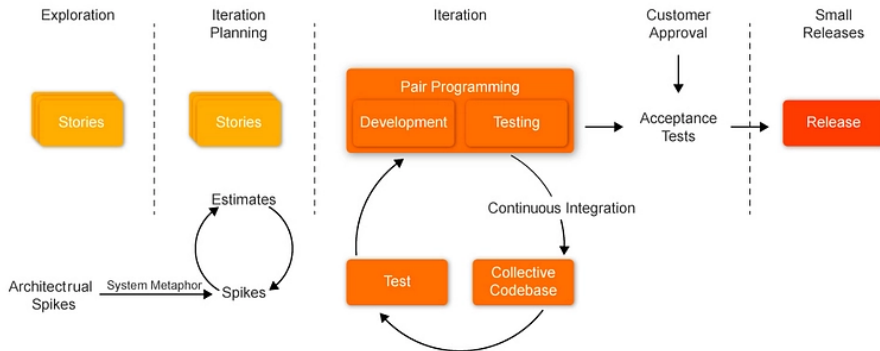 Exploration
Iteration
Planning
Iteration
Customer
Approval
Small
Releases
Stories
Stories
Pair Programming
Development
Testing
Acceptance
Tests
Release
Estimates
Continuous Integration
Architectrual
Spikes
System Metaphor
Spikes
Test
Collective
Codebase